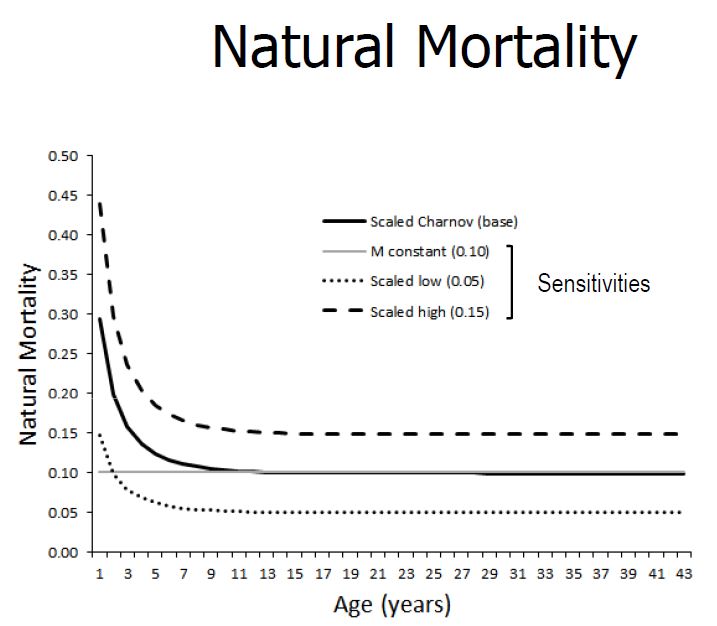 Natural Mortality
0.50
0.45
0.40
0.35
0.30
0.25
0.20
0.15
0.10
0.05
0.00
Natural Mortality
Scaled Charnov (base)
M constant (0.10)
Scaled low (0.05)
Scaled high (0.15)
Sensitivities
1 3 5 7 9 11 13 15 17 19 21 23 25 27 29 31 33 35 37 39 41 43
Age (years)